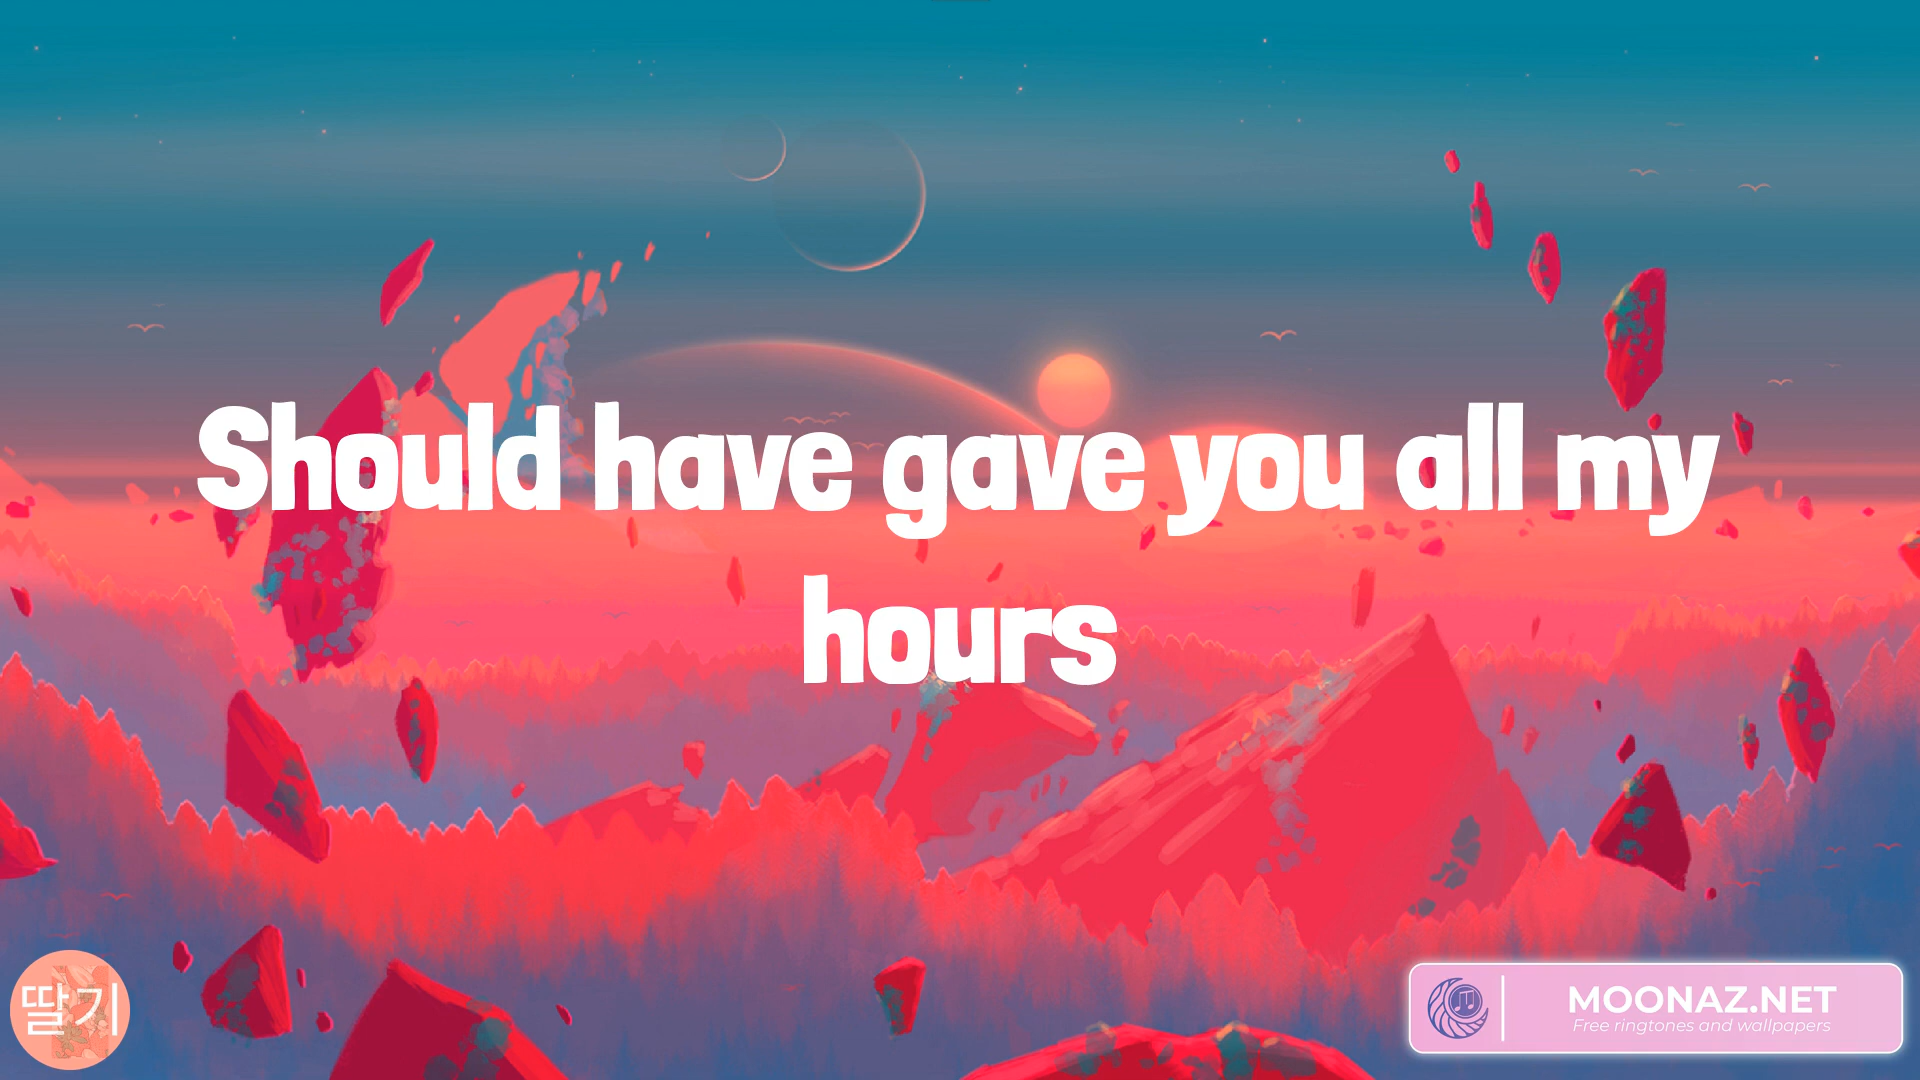 Should have gave you all my
hours
딸기
MOONAZ.NET
Free ringtones and wallpapers